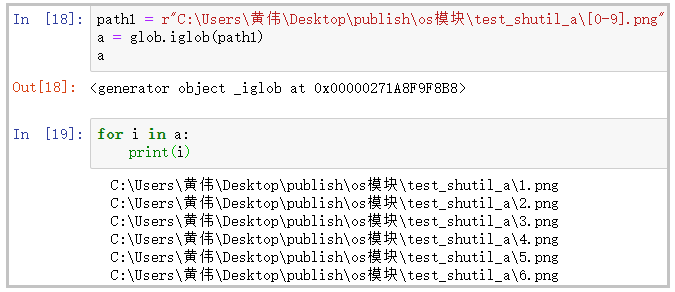 In [18]: path1 = r"C:\Users\黄伟\Desktop\publish\os模块\test_shutil_a\[0-9].png"
a = glob.iglob(path1)
a
Out[18]: <generator object _iglob at 0x00000271A8F9F8B8>
In [19]: for i in a:
print(i)
C:\Users\黄伟\Desktop\publish\os模块\test_shutil_a\1.png
C:\Users\黄伟\Desktop\publish\os模块\test_shutil_a\2.png
C:\Users\黄伟\Desktop\publish\os模块\test_shutil_a\3.png
C:\Users\黄伟\Desktop\publish\os模块\test_shutil_a\4.png
C:\Users\黄伟\Desktop\publish\os模块\test_shutil_a\5.png
C:\Users\黄伟\Desktop\publish\os模块\test_shutil_a\6.png